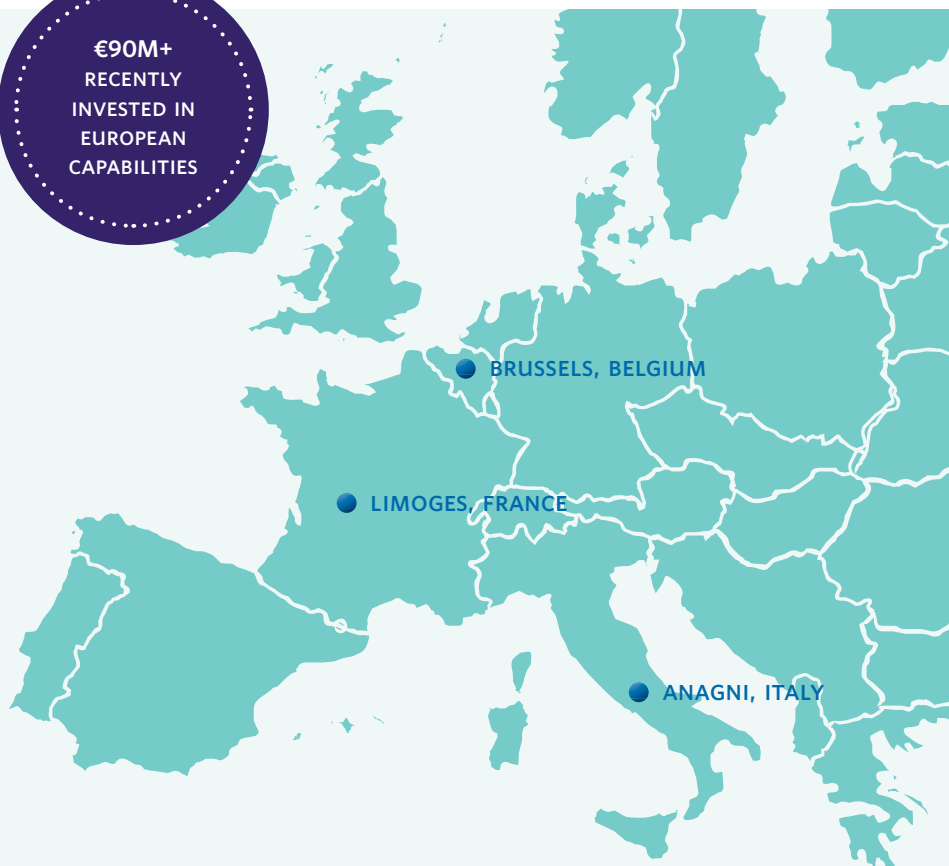 €90M+
RECENTLY
INVESTED IN
EUROPEAN
CAPABILITIES
BRUSSELS, BELGIUM
LIMOGES, FRANCE
ANAGNI, ITALY